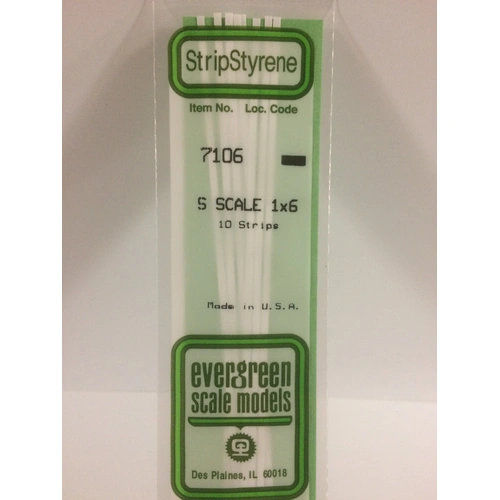 StripStyrene
Item No. Loc. Code
7106
S SCALE 1x6
10 Strips
Made in U.S.A.
evergreen
scale models
Des Plaines, IL 60018